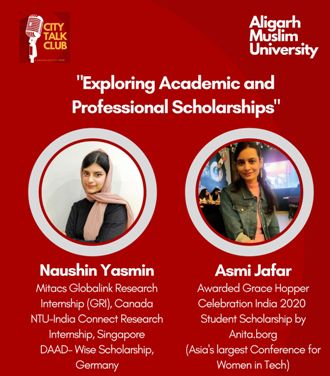 CITY
TALK
CLUB
Aligarh
Muslim
University
"Exploring Academic and
Professional Scholarships"
Naushin Yasmin
Mitacs Globalink Research
Internship (GRI), Canada
NTU-India Connect Research
Internship, Singapore
DAAD- Wise Scholarship,
Germany
Asmi Jafar
Awarded Grace Hopper
Celebration India 2020
Student Scholarship by
Anita.borg
(Asia's largest Conference for
Women in Tech)